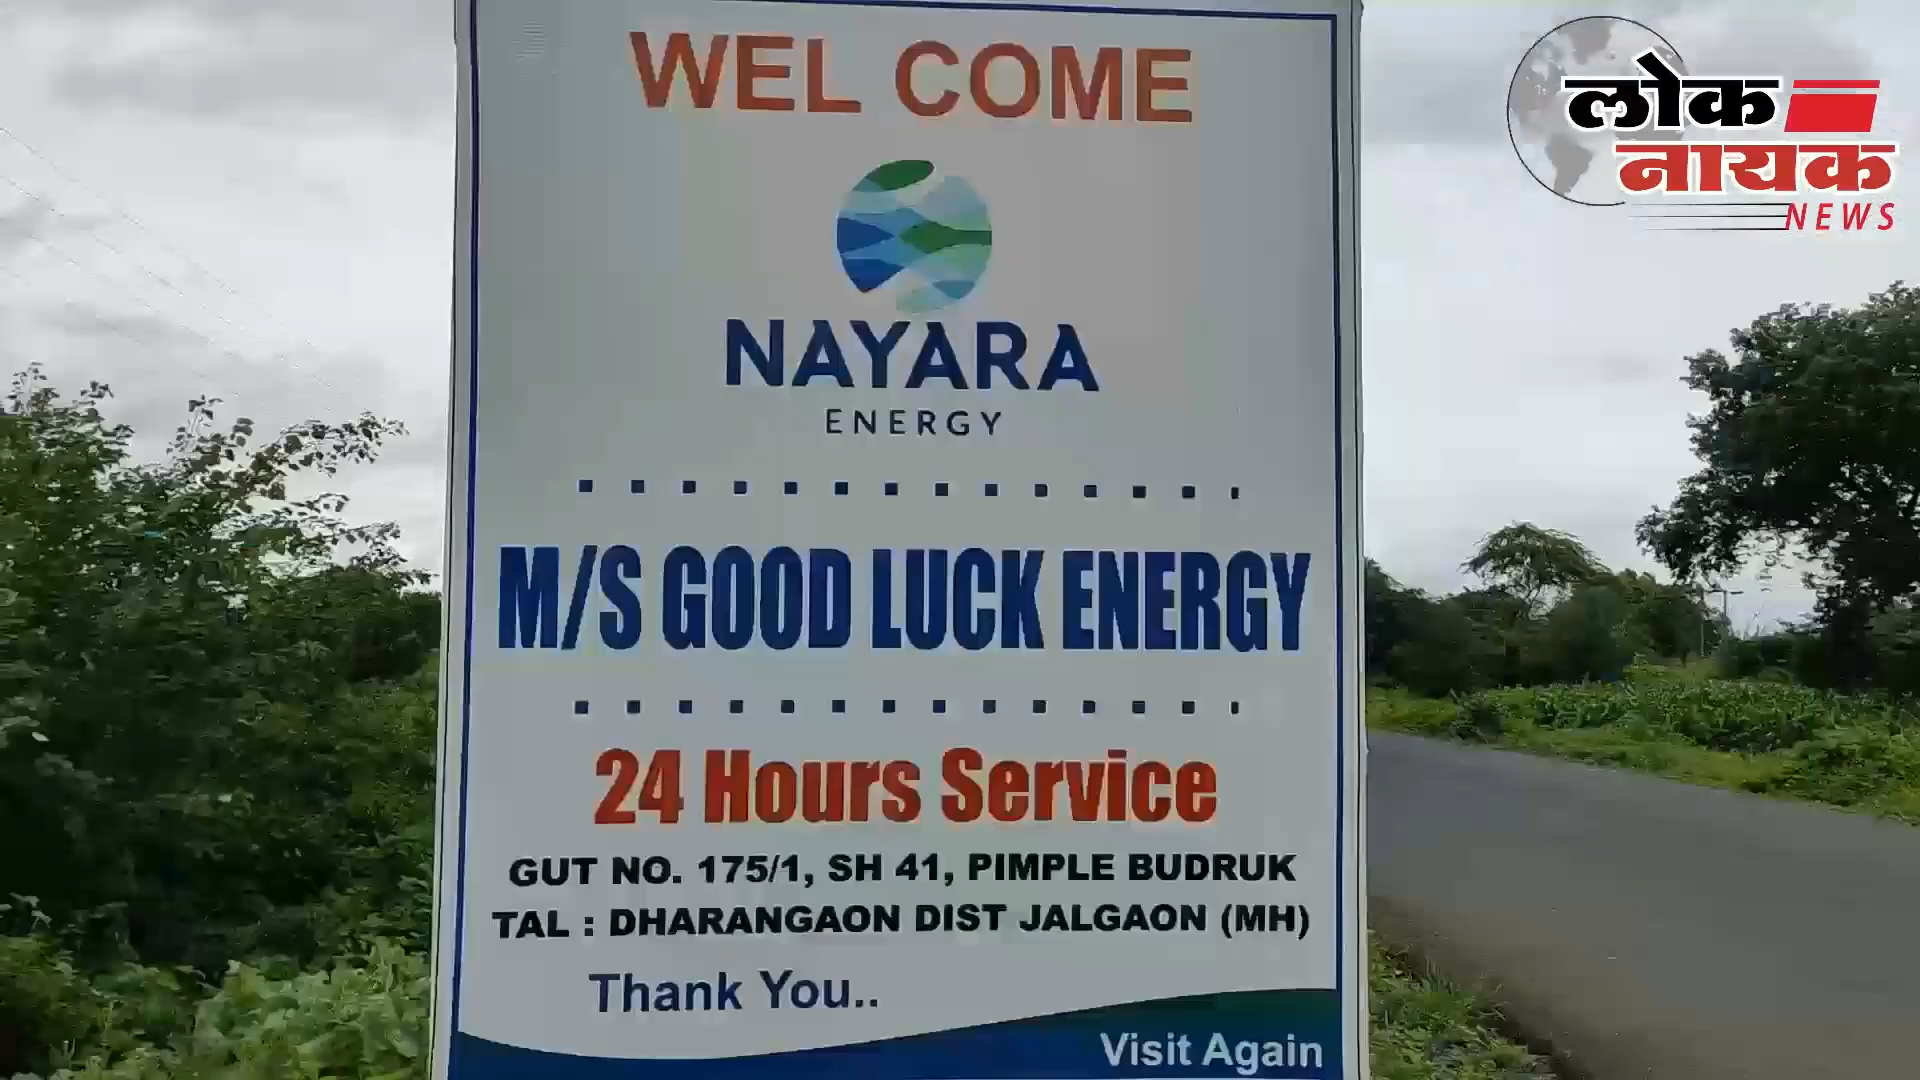 WEL COME
NAYARA
ENERGY
M/S GOOD LUCK ENERGY
24 Hours Service
GUT NO. 175/1, SH 41, PIMPLE BUDRUK
TAL : DHARANGAON DIST JALGAON (MH)
Thank You..
Visit Again
लोक
नायक
NEWS